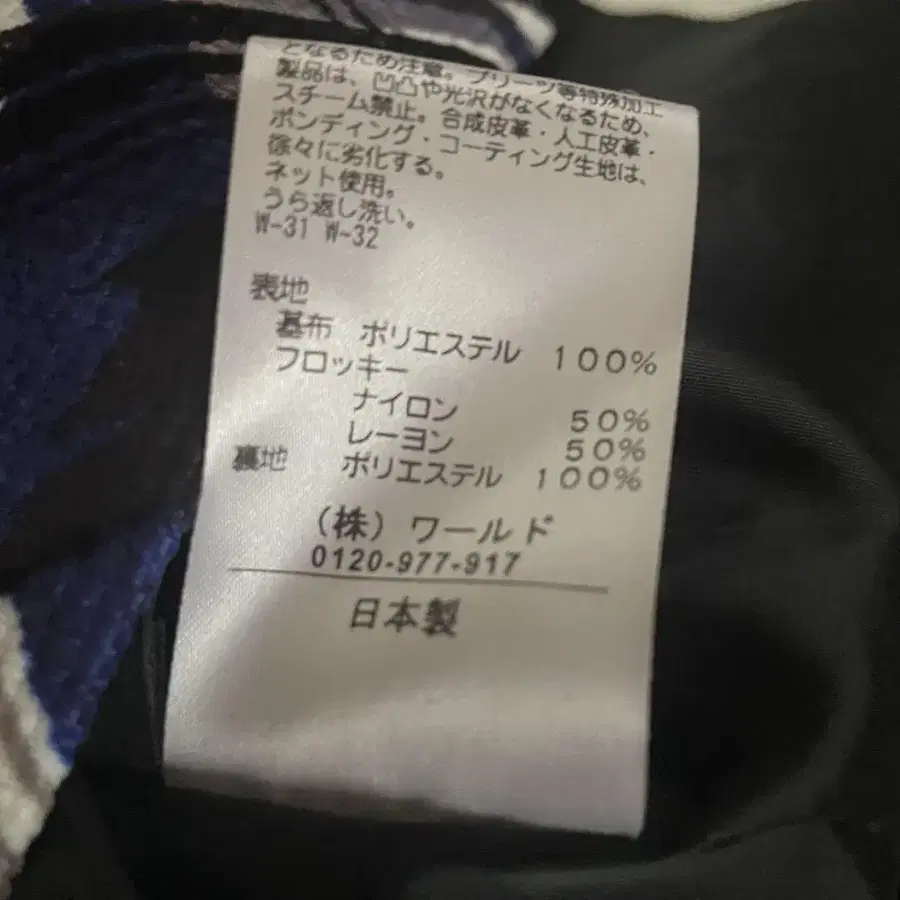 となるため注意。プリーツ等特殊加工
製品は、凹凸や光沢がなくなるため、
スチーム禁止。合成皮革・人工皮革・
ボンディング・コーティング生地は、
徐々に劣化する。
ネット使用。
うら返し洗い。
W-31 W-32
表地
基布 ポリエステル 100%
フロッキー
ナイロン 50%
レーヨン 50%
裏地 ポリエステル 100%
（株）ワールド
0120-977-917
日本製